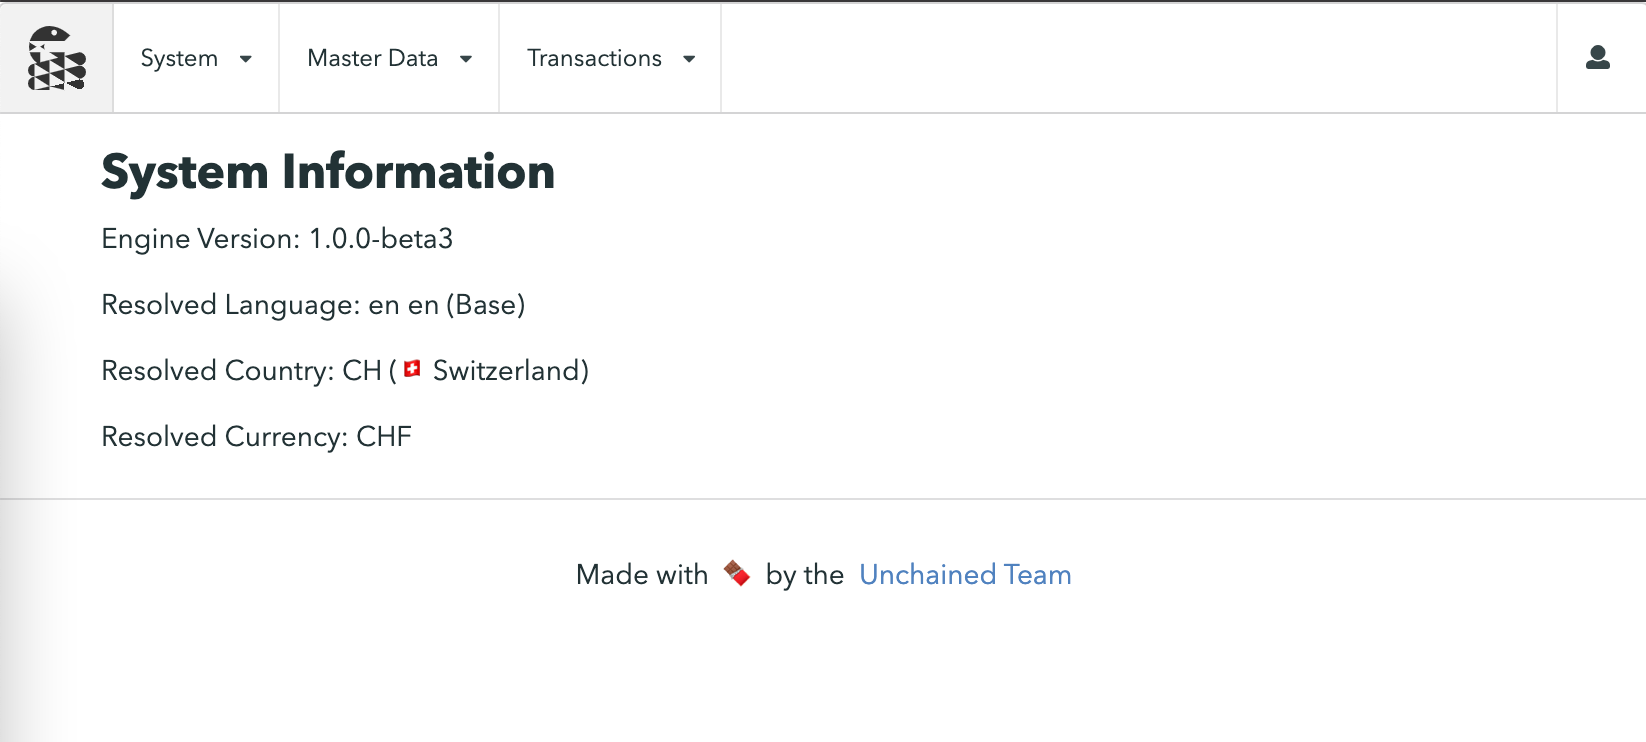 System
Master Data
Transactions
System Information
Engine Version: 1.0.0-beta3
Resolved Language: en en (Base)
Resolved Country: CH (🇨🇭 Switzerland)
Resolved Currency: CHF
Made with 🍫 by the Unchained Team